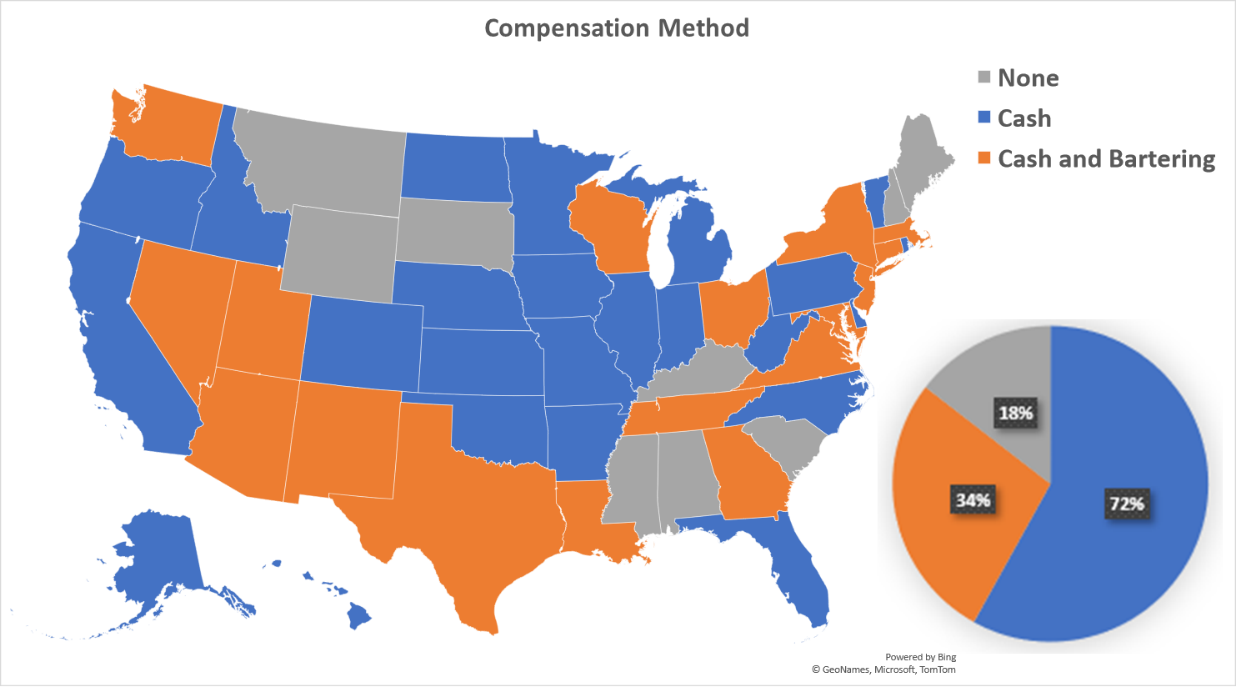 Compensation Method
None
Cash
Cash and Bartering
18%
34%
72%
Powered by Bing
© GeoNames, Microsoft, TomTom